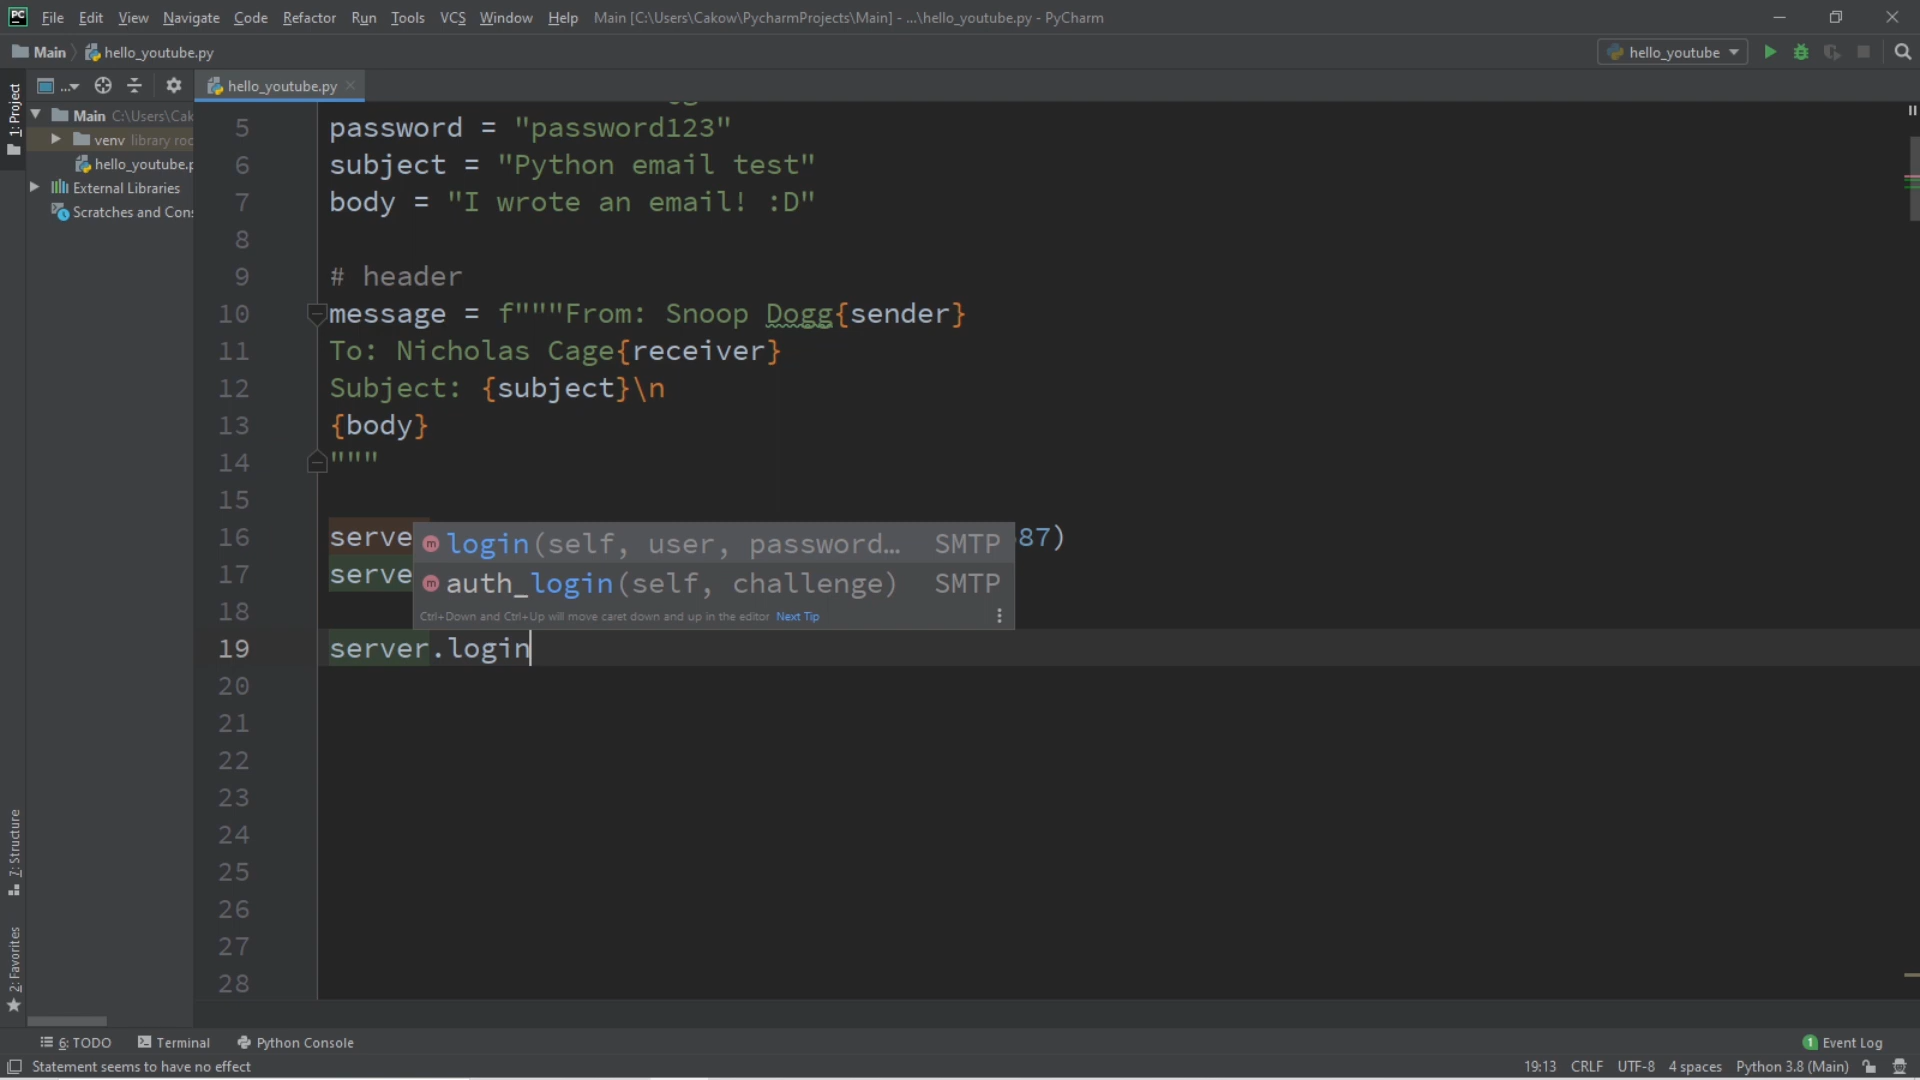 PC File Edit View Navigate Code Refactor Run Tools VCS Window Help Main [C:\Users\Cakow\PycharmProjects\Main] - ...\hello_youtube.py - PyCharm
Main hello_youtube.py hello_youtube
... hello_youtube.py
1: Project
Main C:\Users\Cak
venv library roo
hello_youtube.p
External Libraries
Scratches and Cons
5 password = "password123"
6 subject = "Python email test"
7 body = "I wrote an email! :D"
8
9 # header
10 message = f"""From: Snoop Dogg{sender}
11 To: Nicholas Cage{receiver}
12 Subject: {subject}\n
13 {body}
14 """
15
16 serve 87)
17 serve
18
login(self, user, password... SMTP
auth_login(self, challenge) SMTP
Ctrl+Down and Ctrl+Up will move caret down and up in the editor Next Tip
19 server.login
20
21
22
23
24
25
26
27
28
7: Structure
2: Favorites
6: TODO Terminal Python Console 1 Event Log
Statement seems to have no effect 19:13 CRLF UTF-8 4 spaces Python 3.8 (Main)